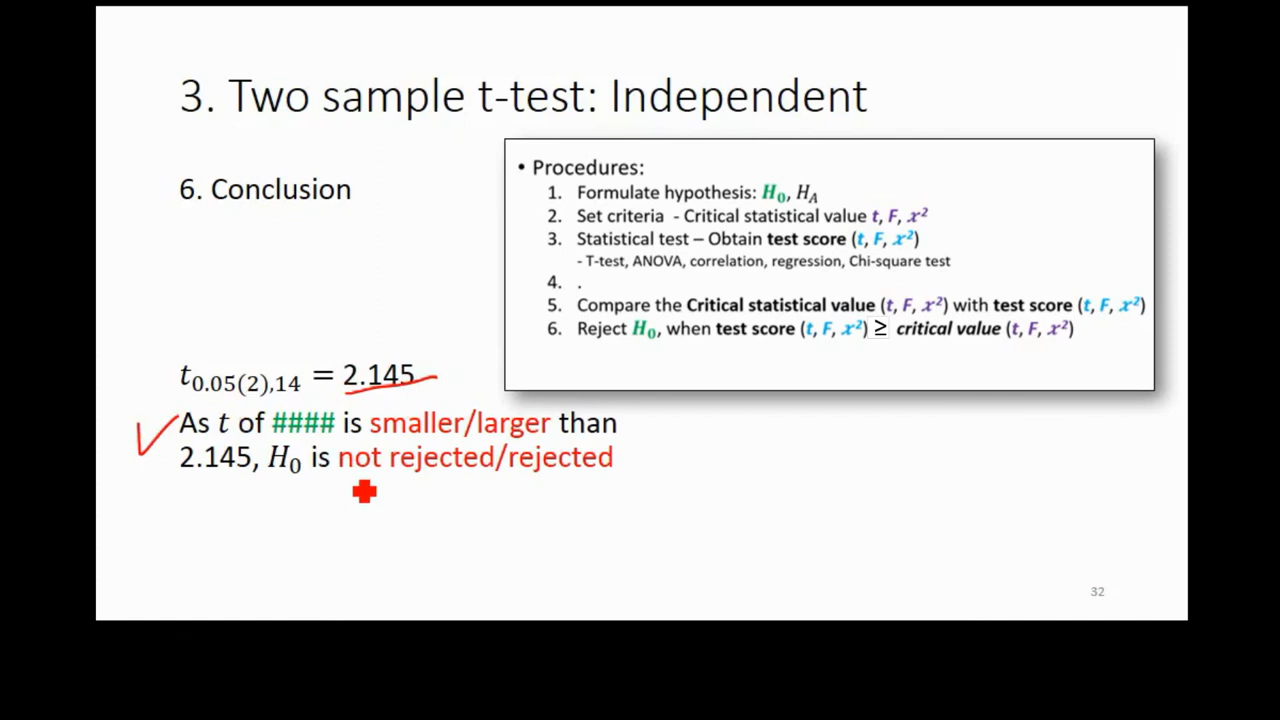 3. Two sample t-test: Independent
6. Conclusion
• Procedures:
1. Formulate hypothesis: H₀, H_A
2. Set criteria - Critical statistical value t, F, x²
3. Statistical test – Obtain test score (t, F, x²)
- T-test, ANOVA, correlation, regression, Chi-square test
4. .
5. Compare the Critical statistical value (t, F, x²) with test score (t, F, x²)
6. Reject H₀, when test score (t, F, x²) ≥ critical value (t, F, x²)
t₀.₀₅₍₂₎,₁₄ = 2.145
As t of #### is smaller/larger than
2.145, H₀ is not rejected/rejected
32